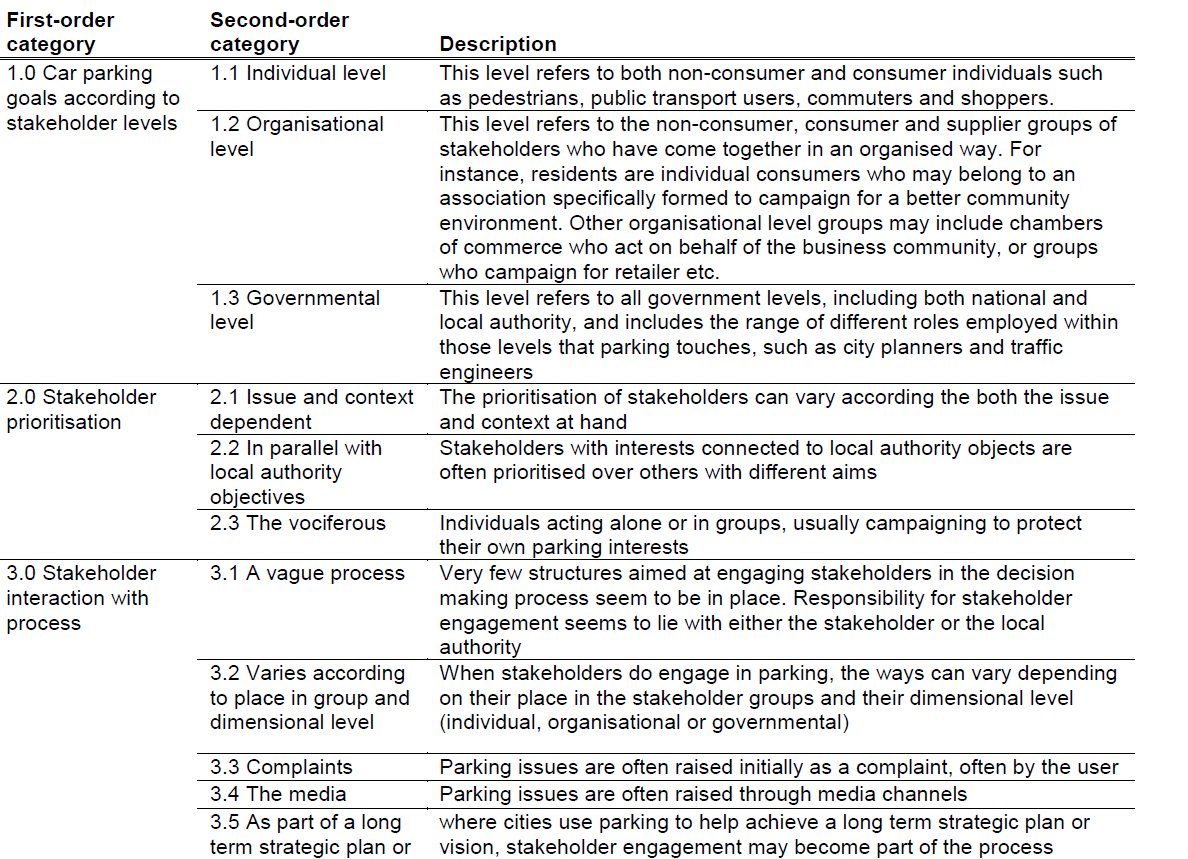 First-order category
Second-order category
Description
1.0 Car parking goals according to stakeholder levels
1.1 Individual level
This level refers to both non-consumer and consumer individuals such
as pedestrians, public transport users, commuters and shoppers.
1.2 Organisational level
This level refers to the non-consumer, consumer and supplier groups of
stakeholders who have come together in an organised way. For
instance, residents are individual consumers who may belong to an
association specifically formed to campaign for a better community
environment. Other organisational level groups may include chambers
of commerce who act on behalf of the business community, or groups
who campaign for retailer etc.
1.3 Governmental level
This level refers to all government levels, including both national and
local authority, and includes the range of different roles employed within
those levels that parking touches, such as city planners and traffic
engineers
2.0 Stakeholder prioritisation
2.1 Issue and context dependent
The prioritisation of stakeholders can vary according the both the issue
and context at hand
2.2 In parallel with local authority objectives
Stakeholders with interests connected to local authority objects are
often prioritised over others with different aims
2.3 The vociferous
Individuals acting alone or in groups, usually campaigning to protect
their own parking interests
3.0 Stakeholder interaction with process
3.1 A vague process
Very few structures aimed at engaging stakeholders in the decision
making process seem to be in place. Responsibility for stakeholder
engagement seems to lie with either the stakeholder or the local
authority
3.2 Varies according to place in group and dimensional level
When stakeholders do engage in parking, the ways can vary depending
on their place in the stakeholder groups and their dimensional level
(individual, organisational or governmental)
3.3 Complaints
Parking issues are often raised initially as a complaint, often by the user
3.4 The media
Parking issues are often raised through media channels
3.5 As part of a long term strategic plan or
where cities use parking to help achieve a long term strategic plan or
vision, stakeholder engagement may become part of the process